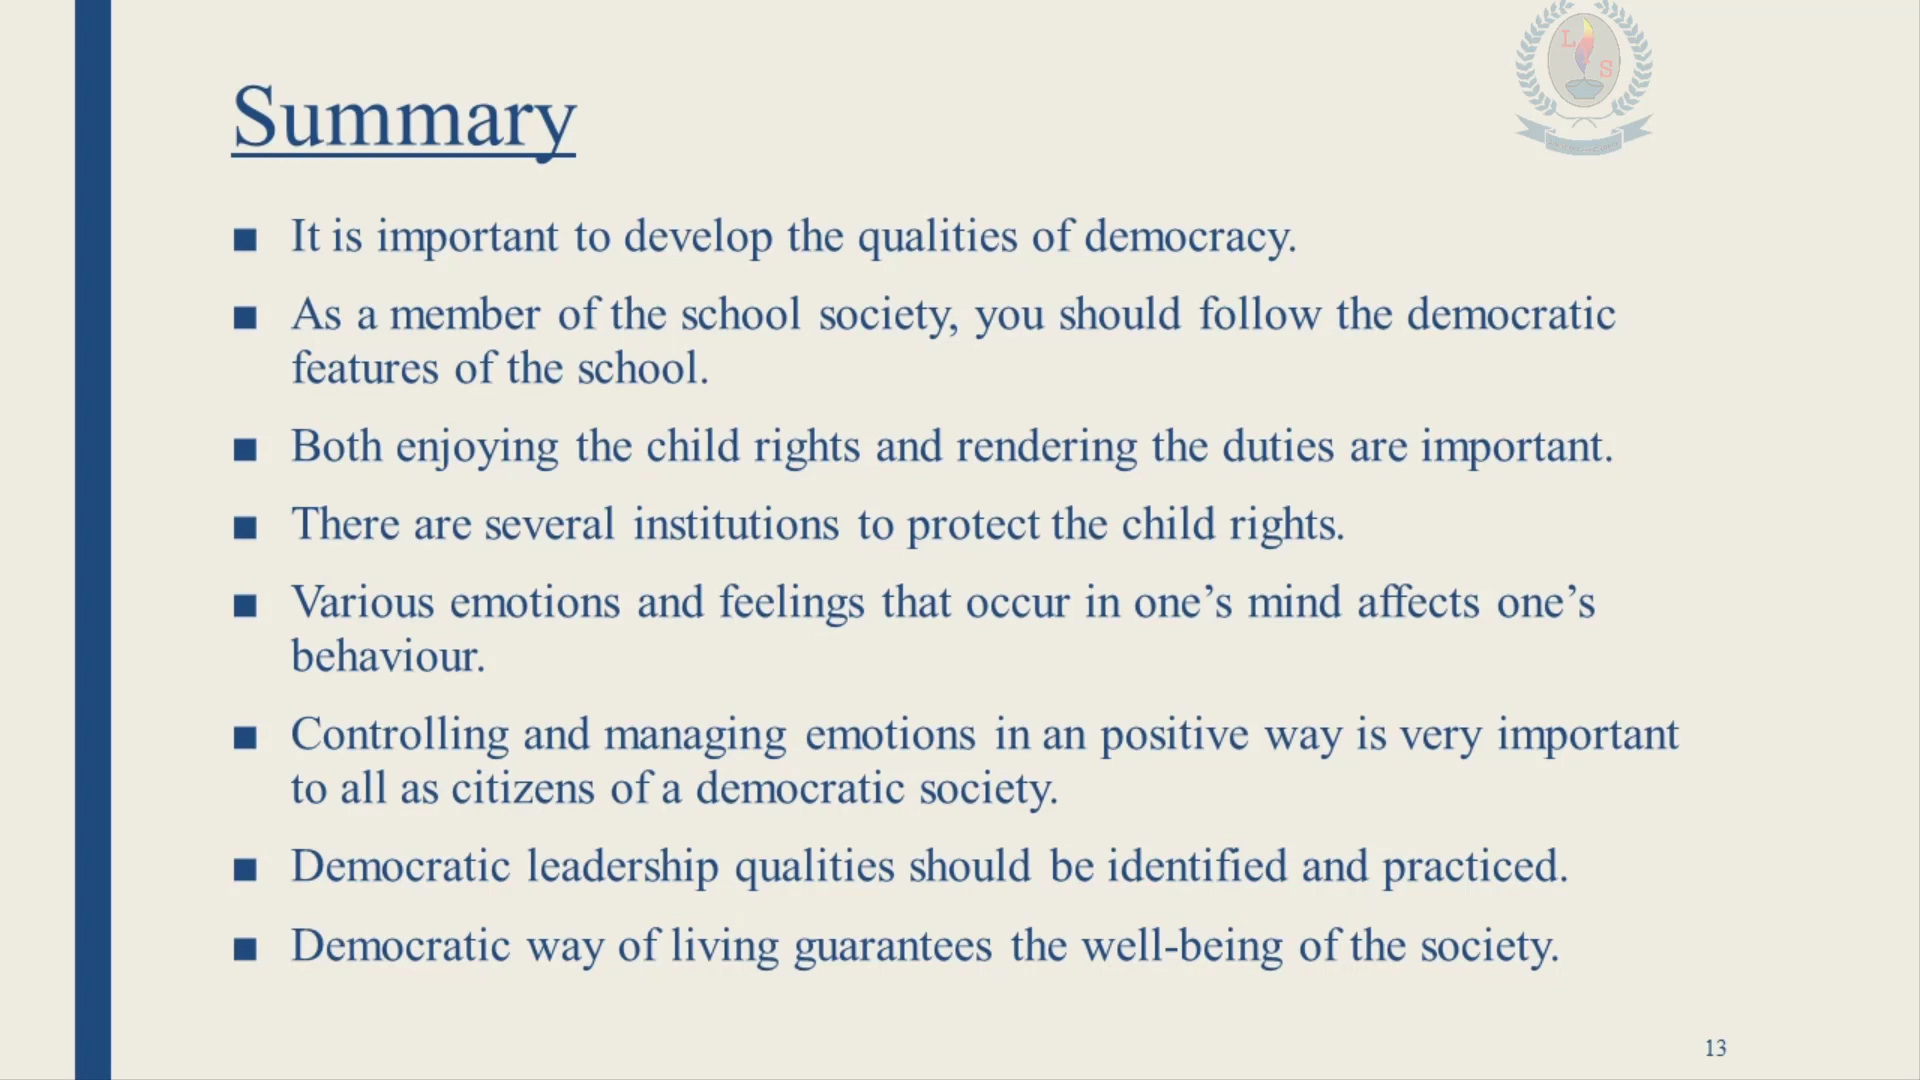 L
S
Summary
■ It is important to develop the qualities of democracy.
■ As a member of the school society, you should follow the democratic
features of the school.
■ Both enjoying the child rights and rendering the duties are important.
■ There are several institutions to protect the child rights.
■ Various emotions and feelings that occur in one’s mind affects one’s
behaviour.
■ Controlling and managing emotions in an positive way is very important
to all as citizens of a democratic society.
■ Democratic leadership qualities should be identified and practiced.
■ Democratic way of living guarantees the well-being of the society.
13